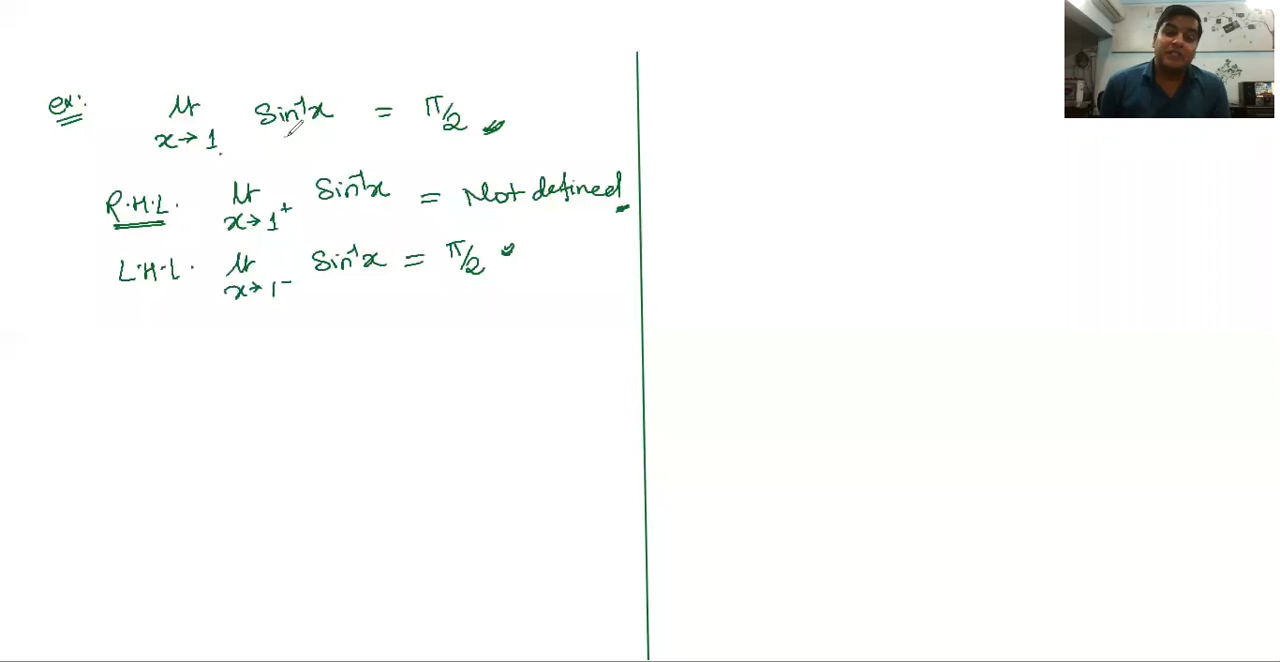 ex:. lt x→1 Sin⁻¹x = π/2
R.H.L. lt x→1⁺ Sin⁻¹x = Not defined
L.H.L. lt x→1⁻ Sin⁻¹x = π/2